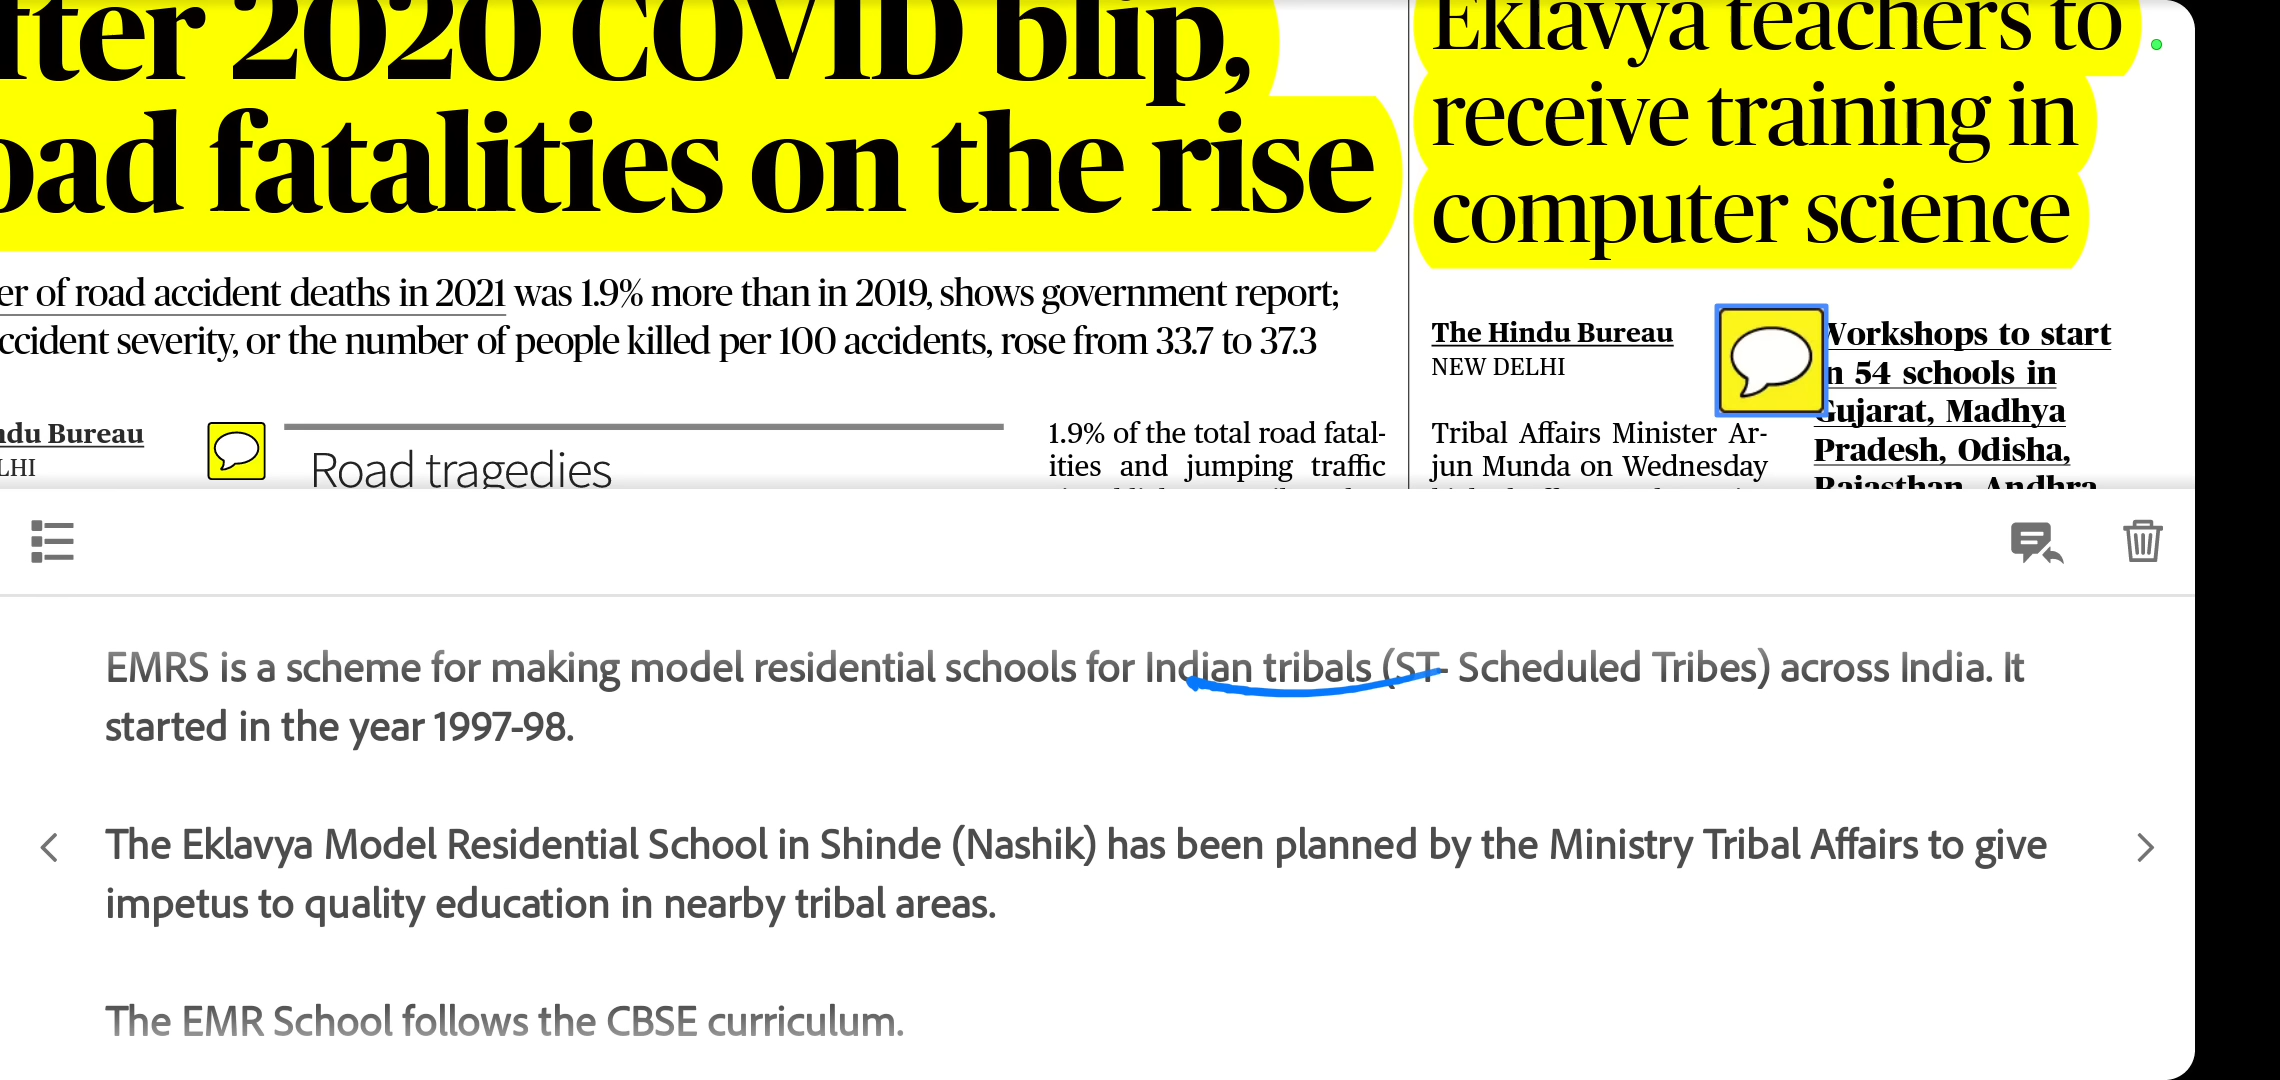 fter 2020 COVID blip,
oad fatalities on the rise
er of road accident deaths in 2021 was 1.9% more than in 2019, shows government report;
ccident severity, or the number of people killed per 100 accidents, rose from 33.7 to 37.3
ndu Bureau
LHI
Road tragedies
1.9% of the total road fatal-
ities and jumping traffic
Eklavya teachers to
receive training in
computer science
The Hindu Bureau
NEW DELHI
Tribal Affairs Minister Ar-
jun Munda on Wednesday
Workshops to start
n 54 schools in
Gujarat, Madhya
Pradesh, Odisha,
Rajasthan, Andhra
EMRS is a scheme for making model residential schools for Indian tribals (ST- Scheduled Tribes) across India. It
started in the year 1997-98.
The Eklavya Model Residential School in Shinde (Nashik) has been planned by the Ministry Tribal Affairs to give
impetus to quality education in nearby tribal areas.
The EMR School follows the CBSE curriculum.